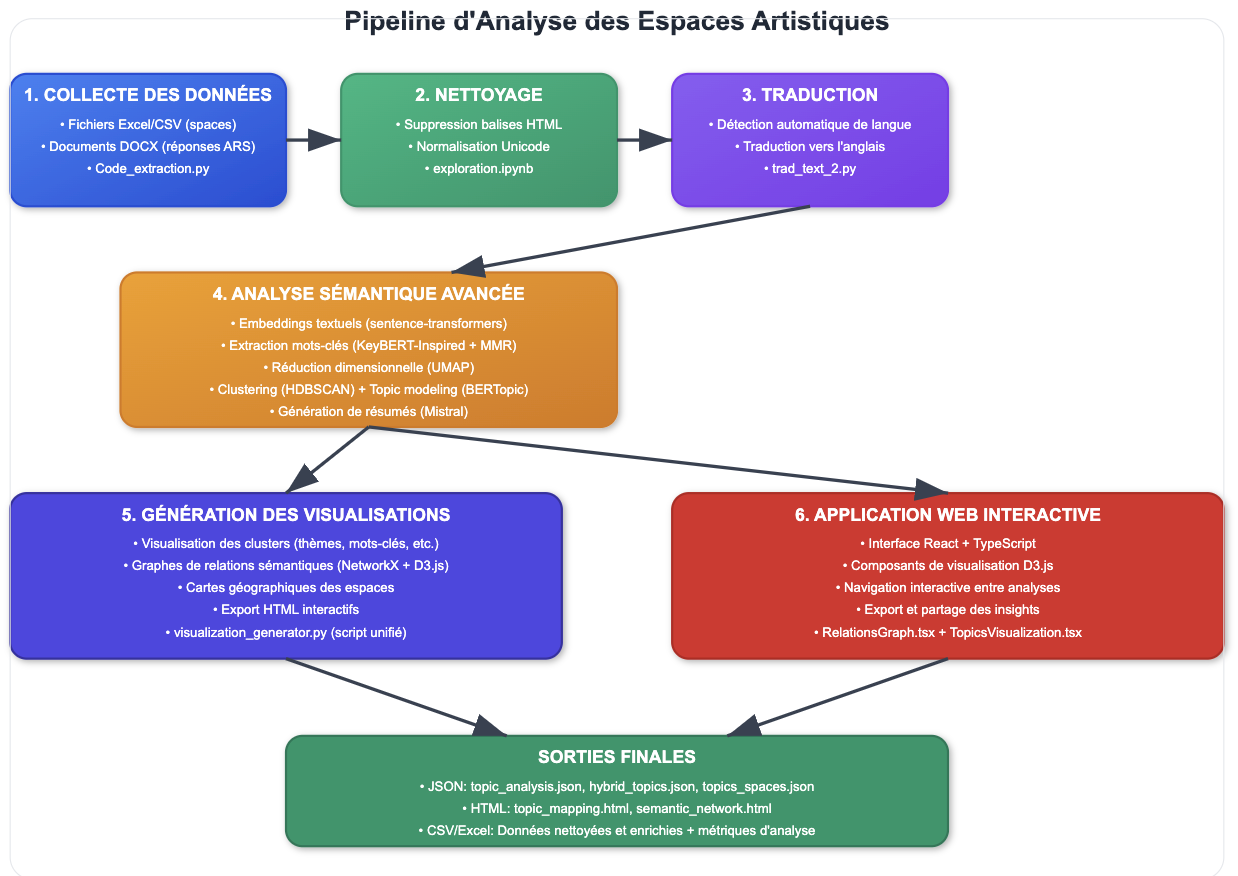 Pipeline d'Analyse des Espaces Artistiques
1. COLLECTE DES DONNÉES
• Fichiers Excel/CSV (spaces)
• Documents DOCX (réponses ARS)
• Code_extraction.py
2. NETTOYAGE
• Suppression balises HTML
• Normalisation Unicode
• exploration.ipynb
3. TRADUCTION
• Détection automatique de langue
• Traduction vers l'anglais
• trad_text_2.py
4. ANALYSE SÉMANTIQUE AVANCÉE
• Embeddings textuels (sentence-transformers)
• Extraction mots-clés (KeyBERT-Inspired + MMR)
• Réduction dimensionnelle (UMAP)
• Clustering (HDBSCAN) + Topic modeling (BERTopic)
• Génération de résumés (Mistral)
5. GÉNÉRATION DES VISUALISATIONS
• Visualisation des clusters (thèmes, mots-clés, etc.)
• Graphes de relations sémantiques (NetworkX + D3.js)
• Cartes géographiques des espaces
• Export HTML interactifs
• visualization_generator.py (script unifié)
6. APPLICATION WEB INTERACTIVE
• Interface React + TypeScript
• Composants de visualisation D3.js
• Navigation interactive entre analyses
• Export et partage des insights
• RelationsGraph.tsx + TopicsVisualization.tsx
SORTIES FINALES
• JSON: topic_analysis.json, hybrid_topics.json, topics_spaces.json
• HTML: topic_mapping.html, semantic_network.html
• CSV/Excel: Données nettoyées et enrichies + métriques d'analyse